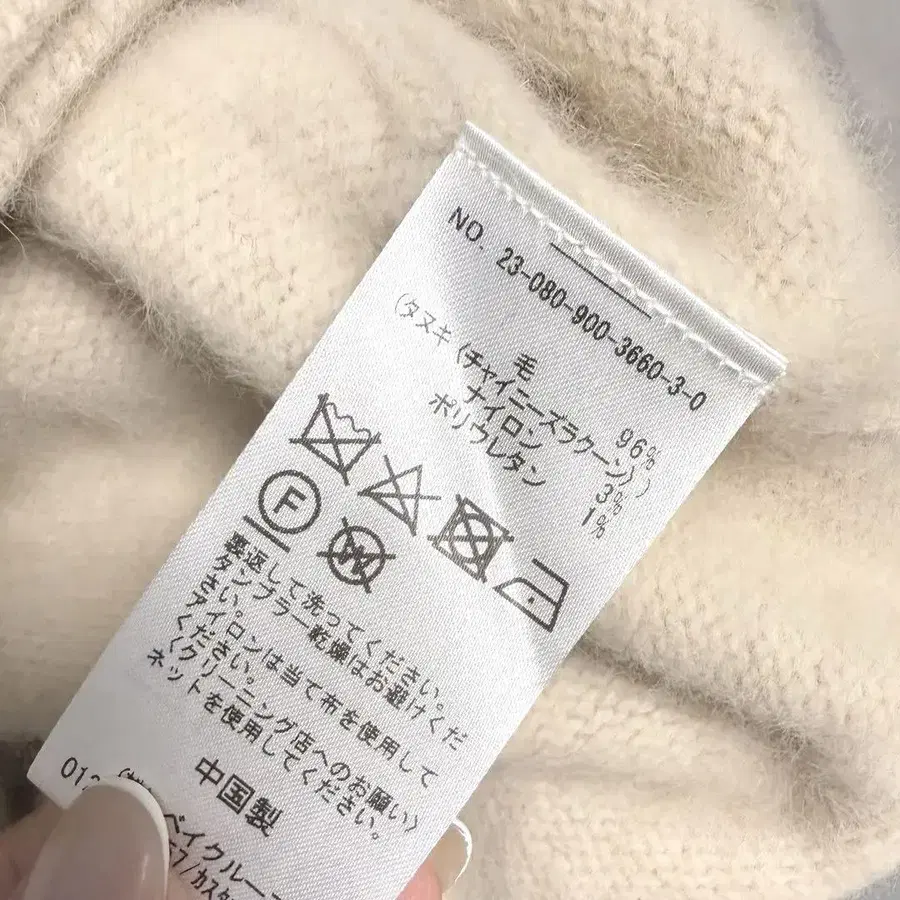 NO. 23-080-900-3660-3-0
毛 96%
(タヌキ(チャイニーズラクーン))
ナイロン 3%
ポリウレタン 1%
F
W
裏返して洗ってください。
タンブラー乾燥はお避けくだ
さい。
アイロンは当て布を使用して
ください。
〈クリーニング店へのお願い〉
ネットを使用してください。
中国製
ベイクルー